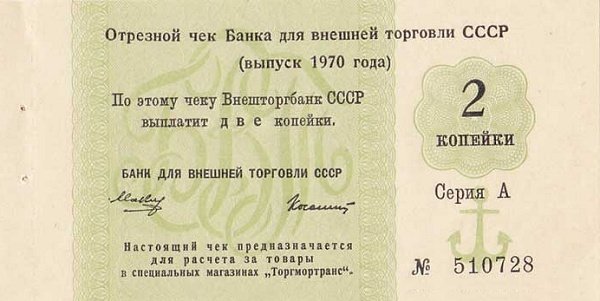 Отрезной чек Банка для внешней торговли СССР
(выпуск 1970 года)
По этому чеку Внешторгбанк СССР
выплатит две копейки.
2
КОПЕЙКИ
БАНК ДЛЯ ВНЕШНЕЙ ТОРГОВЛИ СССР
Серия А
Настоящий чек предназначается
для расчета за товары
в специальных магазинах „Торгмортранс“.
№ 510728